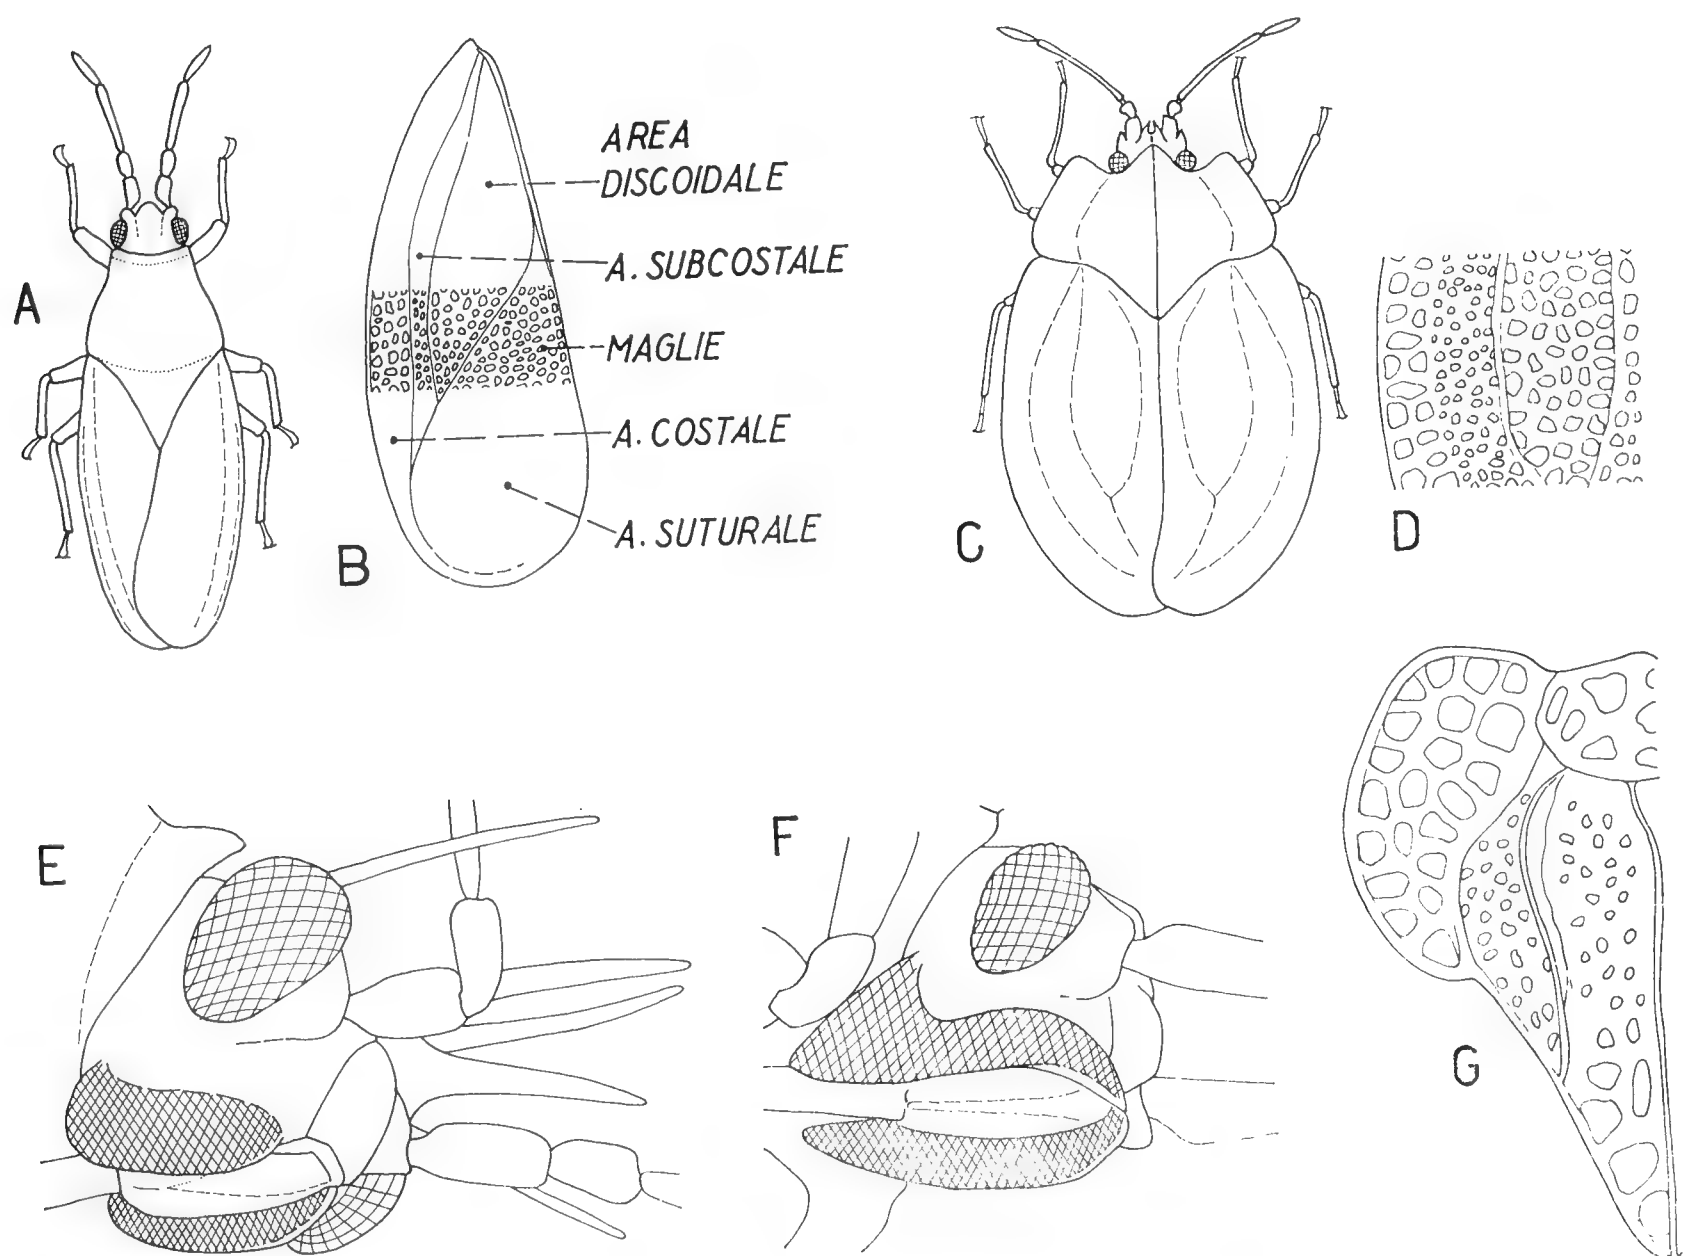 A
B
AREA
DISCOIDALE
A. SUBCOSTALE
MAGLIE
A. COSTALE
A. SUTURALE
C
D
E
F
G